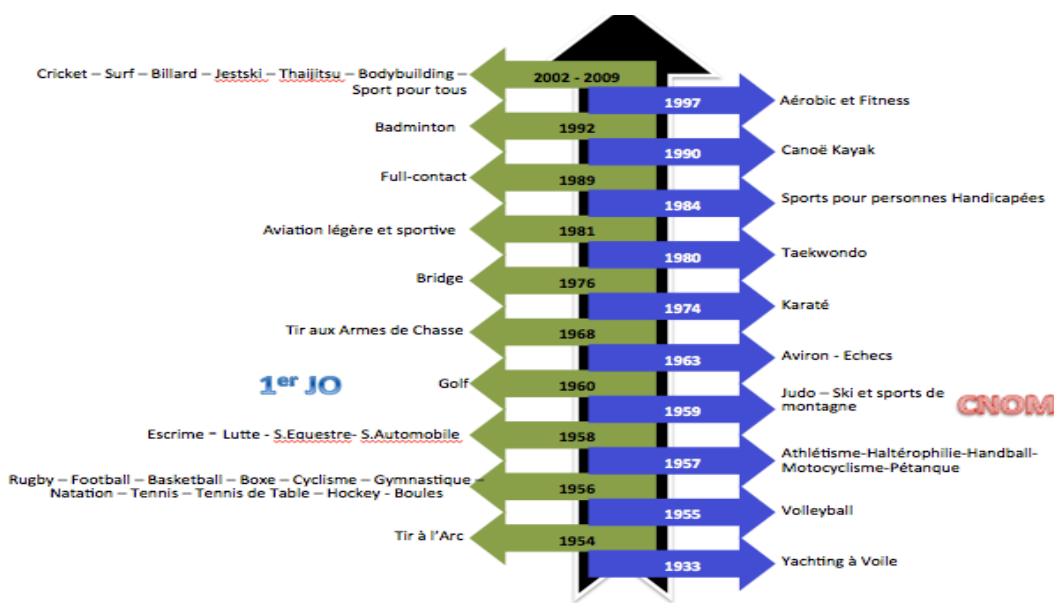 Cricket – Surf – Billard – Jestski – Thaijitsu – Bodybuilding –
Sport pour tous
2002 - 2009
1997
Aérobic et Fitness
Badminton
1992
1990
Canoë Kayak
Full-contact
1989
1984
Sports pour personnes Handicapées
Aviation légère et sportive
1981
1980
Taekwondo
Bridge
1976
1974
Karaté
Tir aux Armes de Chasse
1968
1963
Aviron - Echecs
1er JO
Golf
1960
1959
Judo – Ski et sports de
montagne
CNOM
Escrime – Lutte - S.Equestre- S.Automobile
1958
1957
Athlétisme-Haltérophilie-Handball-
Motocyclisme-Pétanque
Rugby – Football – Basketball – Boxe – Cyclisme – Gymnastique –
Natation – Tennis – Tennis de Table – Hockey - Boules
1956
1955
Volleyball
Tir à l'Arc
1954
1933
Yachting à Voile